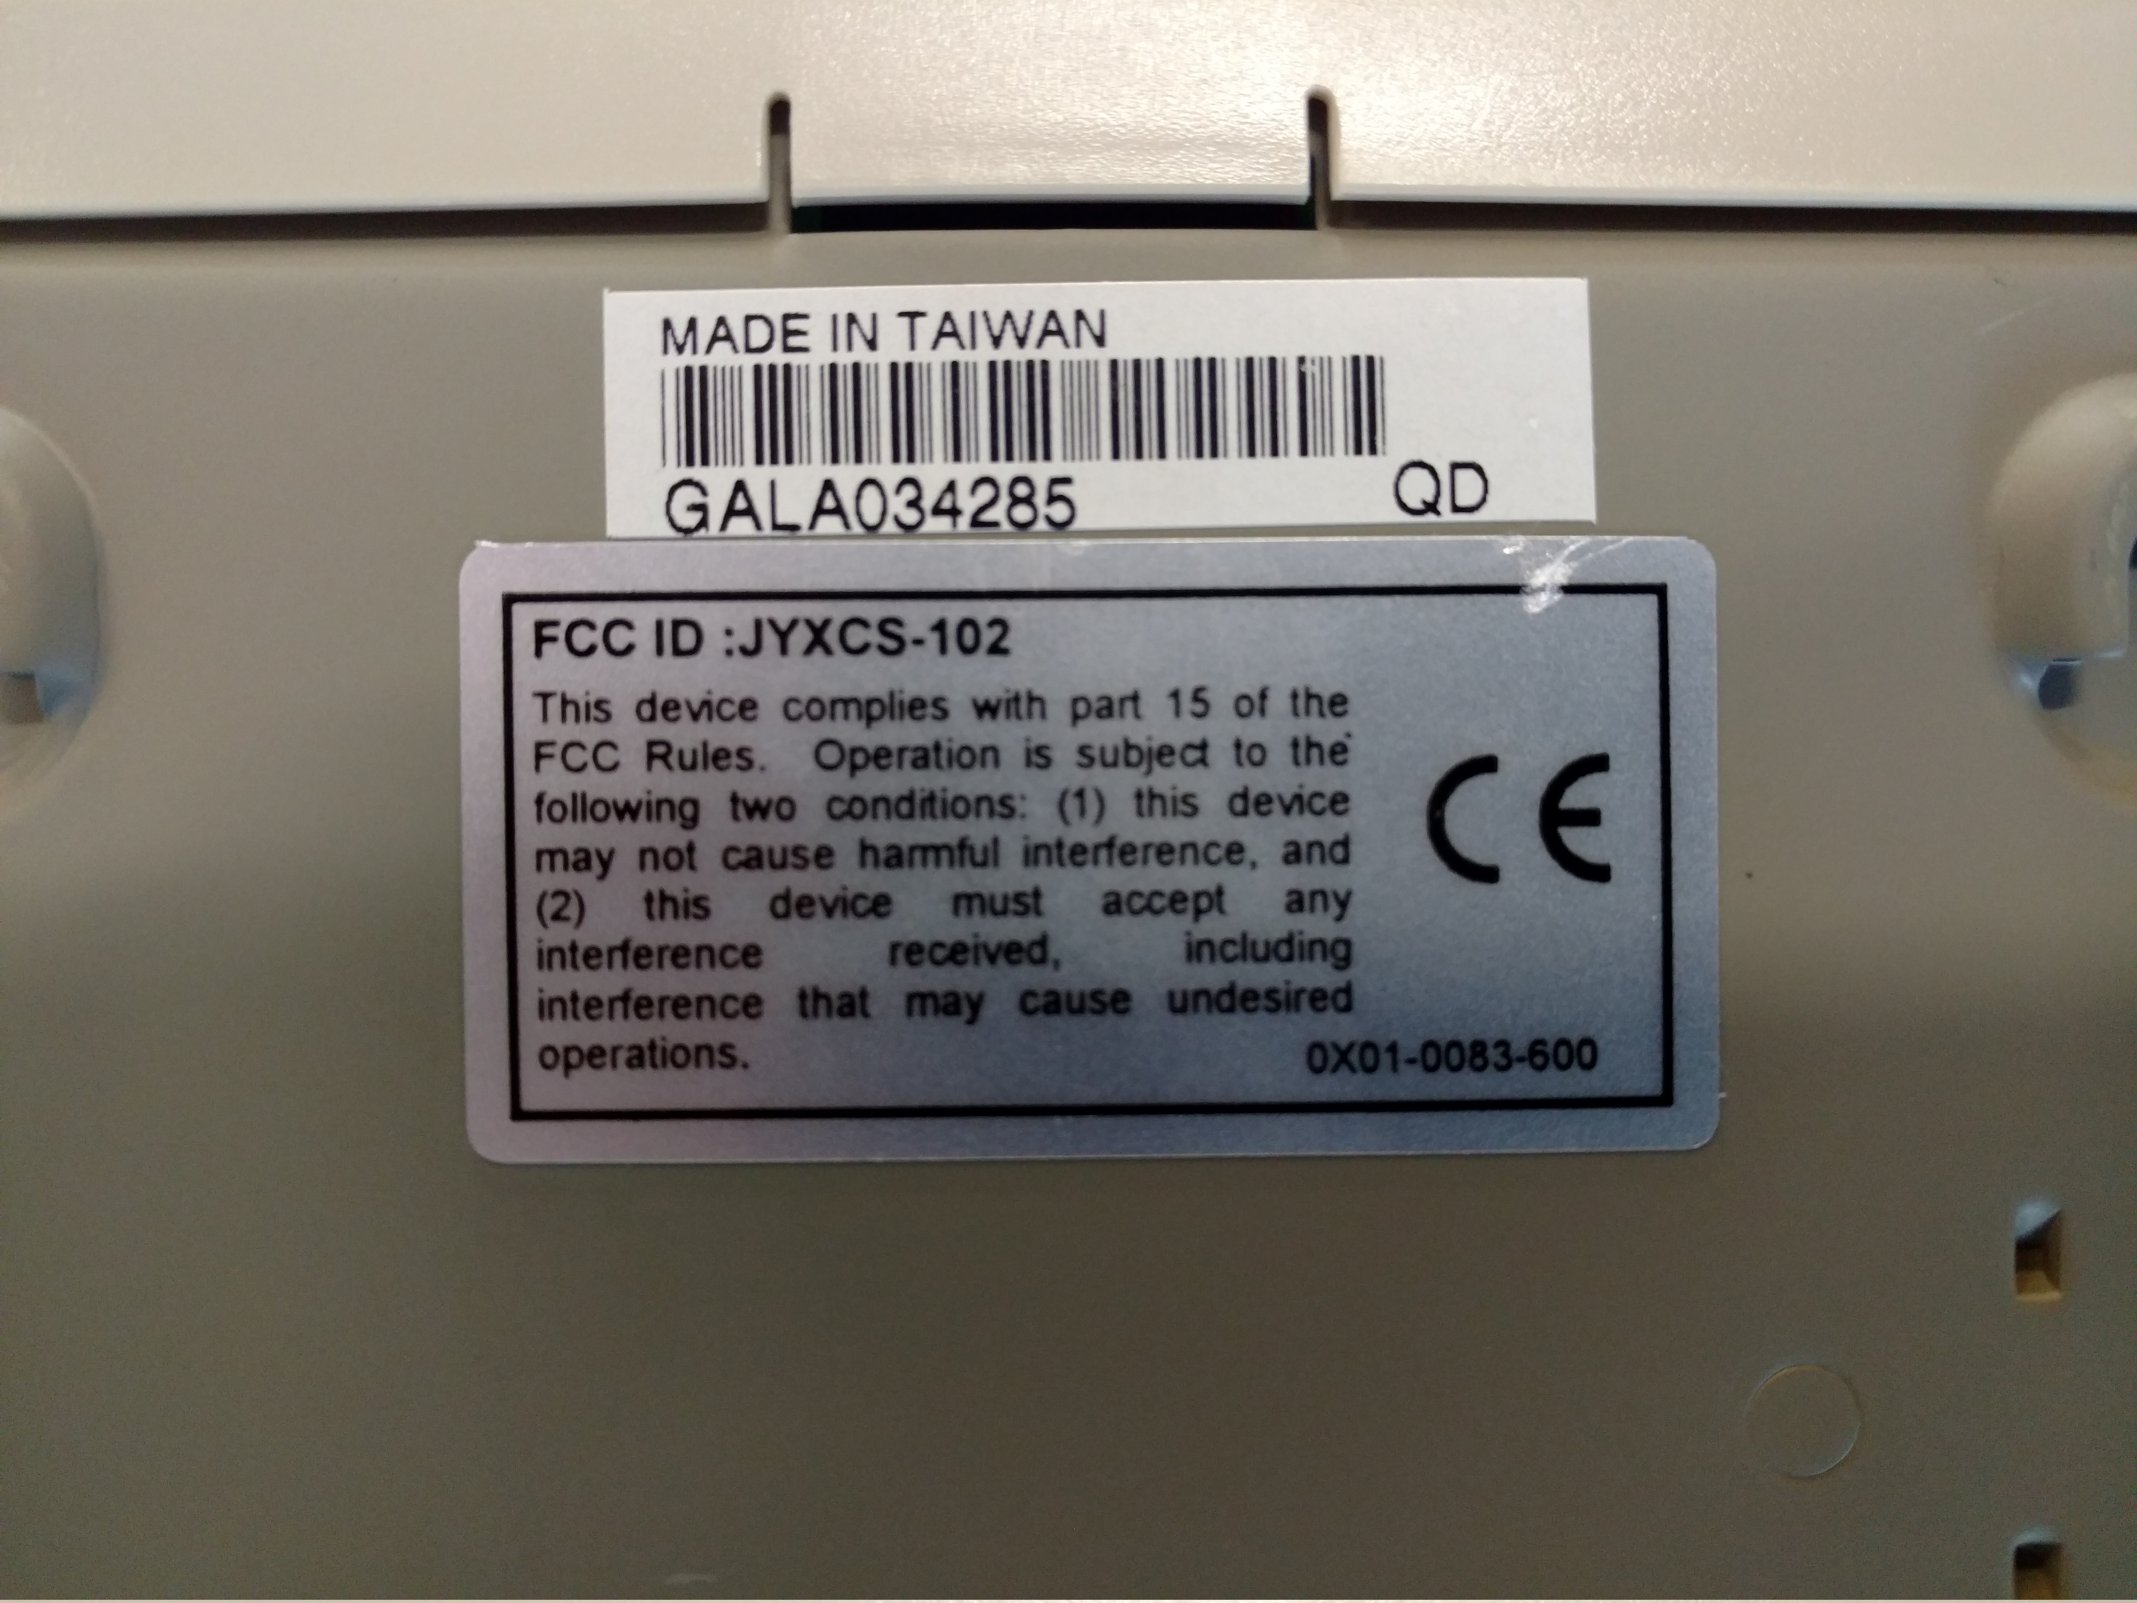 MADE IN TAIWAN
GALA034285 QD
FCC ID :JYXCS-102
This device complies with part 15 of the
FCC Rules. Operation is subject to the
following two conditions: (1) this device
may not cause harmful interference, and
(2) this device must accept any
interference received, including
interference that may cause undesired
operations.
CE
0X01-0083-600